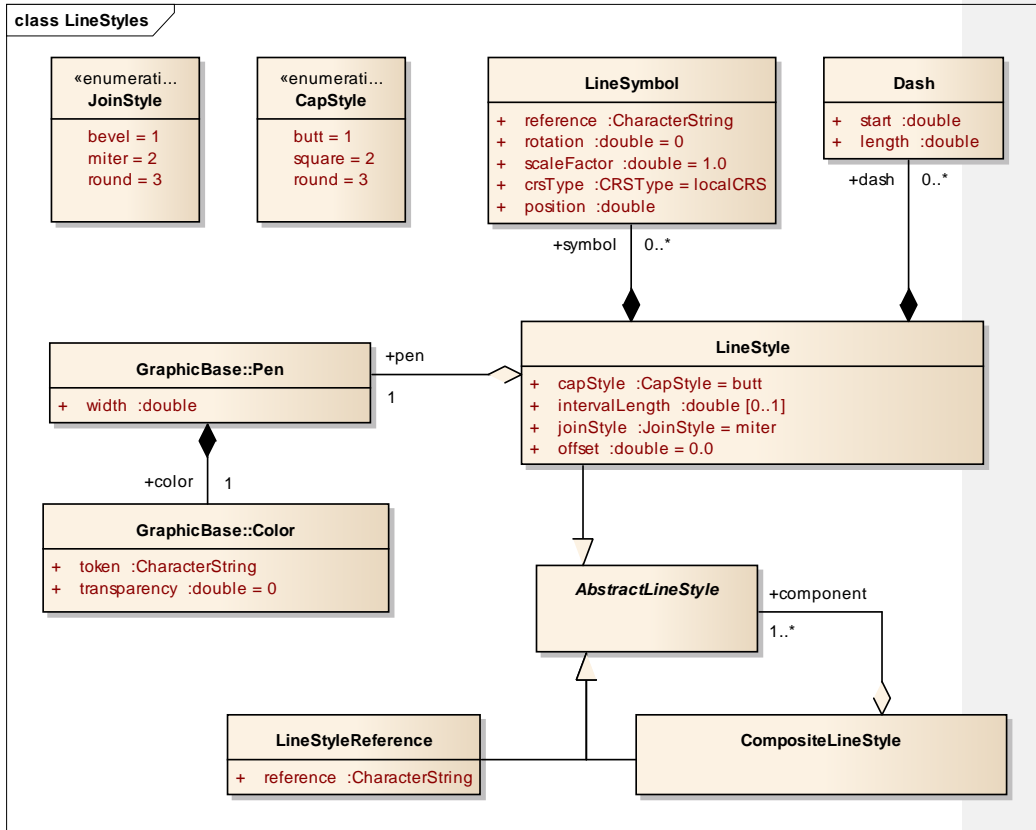 class LineStyles
«enumerati...
JoinStyle
bevel = 1
miter = 2
round = 3
«enumerati...
CapStyle
butt = 1
square = 2
round = 3
LineSymbol
+ reference :CharacterString
+ rotation :double = 0
+ scaleFactor :double = 1.0
+ crsType :CRSType = localCRS
+ position :double
Dash
+ start :double
+ length :double
+symbol 0..*
+dash 0..*
GraphicBase::Pen
+ width :double
+pen
1
LineStyle
+ capStyle :CapStyle = butt
+ intervalLength :double [0..1]
+ joinStyle :JoinStyle = miter
+ offset :double = 0.0
+color 1
GraphicBase::Color
+ token :CharacterString
+ transparency :double = 0
AbstractLineStyle
+component
1..*
LineStyleReference
+ reference :CharacterString
CompositeLineStyle